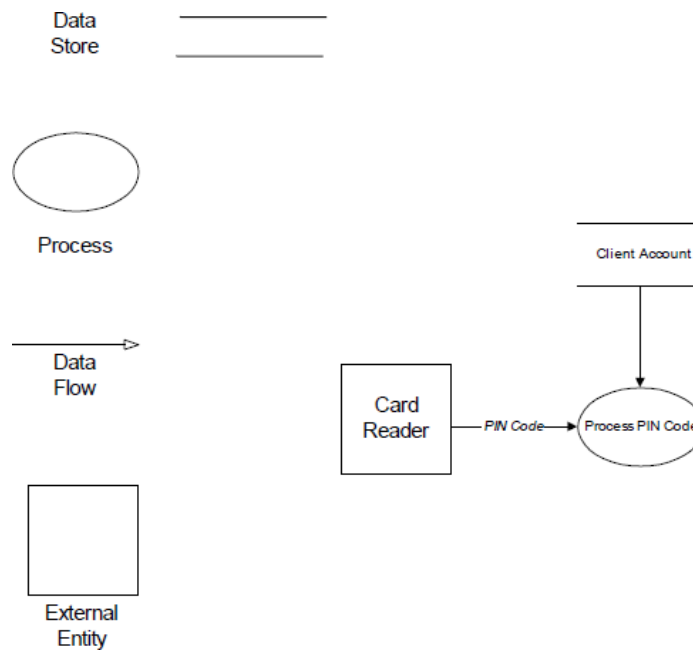 Data
Store
Process
Data
Flow
External
Entity
Client Account
Card
Reader
PIN Code
Process PIN Code